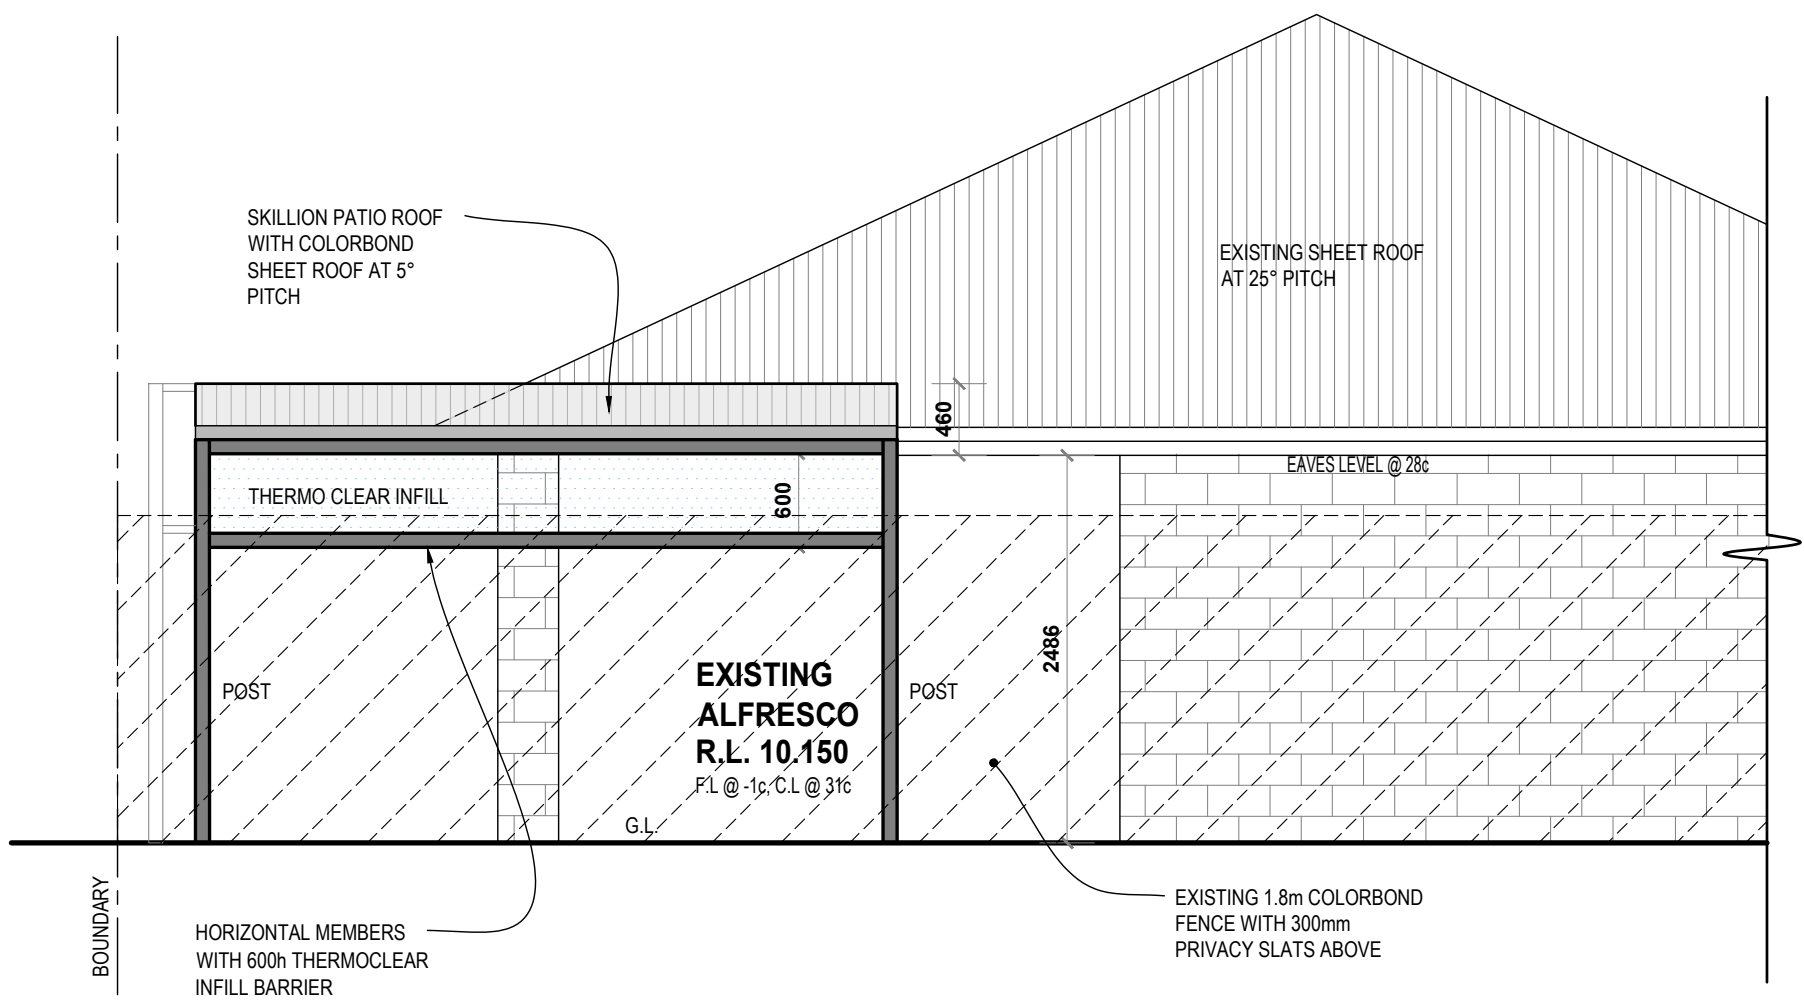 SKILLION PATIO ROOF
WITH COLORBOND
SHEET ROOF AT 5°
PITCH
EXISTING SHEET ROOF
AT 25° PITCH
460
EAVES LEVEL @ 28c
THERMO CLEAR INFILL
600
2486
POST
EXISTING
ALFRESCO
R.L. 10.150
F.L @ -1c, C.L @ 31c
POST
G.L.
BOUNDARY
HORIZONTAL MEMBERS
WITH 600h THERMOCLEAR
INFILL BARRIER
EXISTING 1.8m COLORBOND
FENCE WITH 300mm
PRIVACY SLATS ABOVE